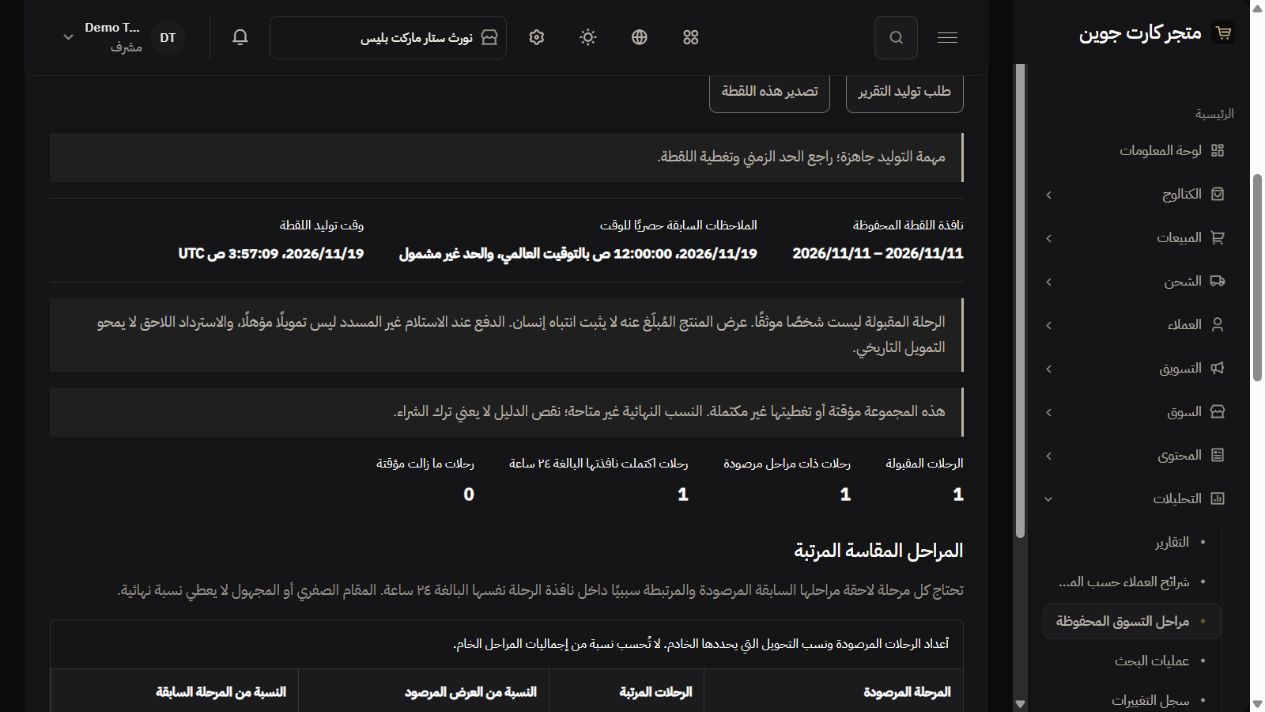 متجر كارت جوين
نورث ستار ماركت بليس
Demo T...
مشرف
DT
الرئيسية
لوحة المعلومات
الكتالوج
المبيعات
الشحن
العملاء
التسويق
السوق
المحتوى
التحليلات
التقارير
شرائح العملاء حسب الم...
مراحل التسوق المحفوظة
عمليات البحث
سجل التغييرات
طلب توليد التقرير
تصدير هذه اللقطة
مهمة التوليد جاهزة؛ راجع الحد الزمني وتغطية اللقطة.
نافذة اللقطة المحفوظة
2026/11/11 – 2026/11/11
الملاحظات السابقة حصريًا للوقت
2026/11/19، 12:00:00 ص بالتوقيت العالمي، والحد غير مشمول
وقت توليد اللقطة
2026/11/19، 3:57:09 ص UTC
الرحلة المقبولة ليست شخصًا موثقًا. عرض المنتج المُبلّغ عنه لا يثبت انتباه إنسان. الدفع عند الاستلام غير المسدد ليس تمويلًا مؤهلًا، والاسترداد اللاحق لا يمحو
التمويل التاريخي.
هذه المجموعة مؤقتة أو تغطيتها غير مكتملة. النسب النهائية غير متاحة؛ نقص الدليل لا يعني ترك الشراء.
الرحلات المقبولة
1
رحلات ذات مراحل مرصودة
1
رحلات اكتملت نافذتها البالغة ٢٤ ساعة
1
رحلات ما زالت مؤقتة
0
المراحل المقاسة المرتبة
تحتاج كل مرحلة لاحقة مراحلها السابقة المرصودة والمرتبطة سببيًا داخل نافذة الرحلة نفسها البالغة ٢٤ ساعة. المقام الصفري أو المجهول لا يعطي نسبة نهائية.
أعداد الرحلات المرصودة ونسب التحويل التي يحددها الخادم. لا تُحسب نسبة من إجماليات المراحل الخام.
المرحلة المرصودة
الرحلات المرتبة
النسبة من العرض المرصود
النسبة من المرحلة السابقة